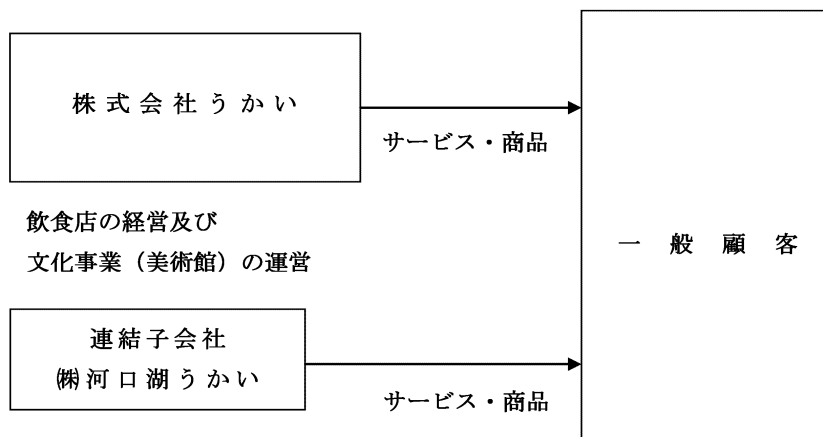 株式会社うかい
サービス・商品
飲食店の経営及び
文化事業（美術館）の運営
一般顧客
連結子会社
㈱河口湖うかい
サービス・商品